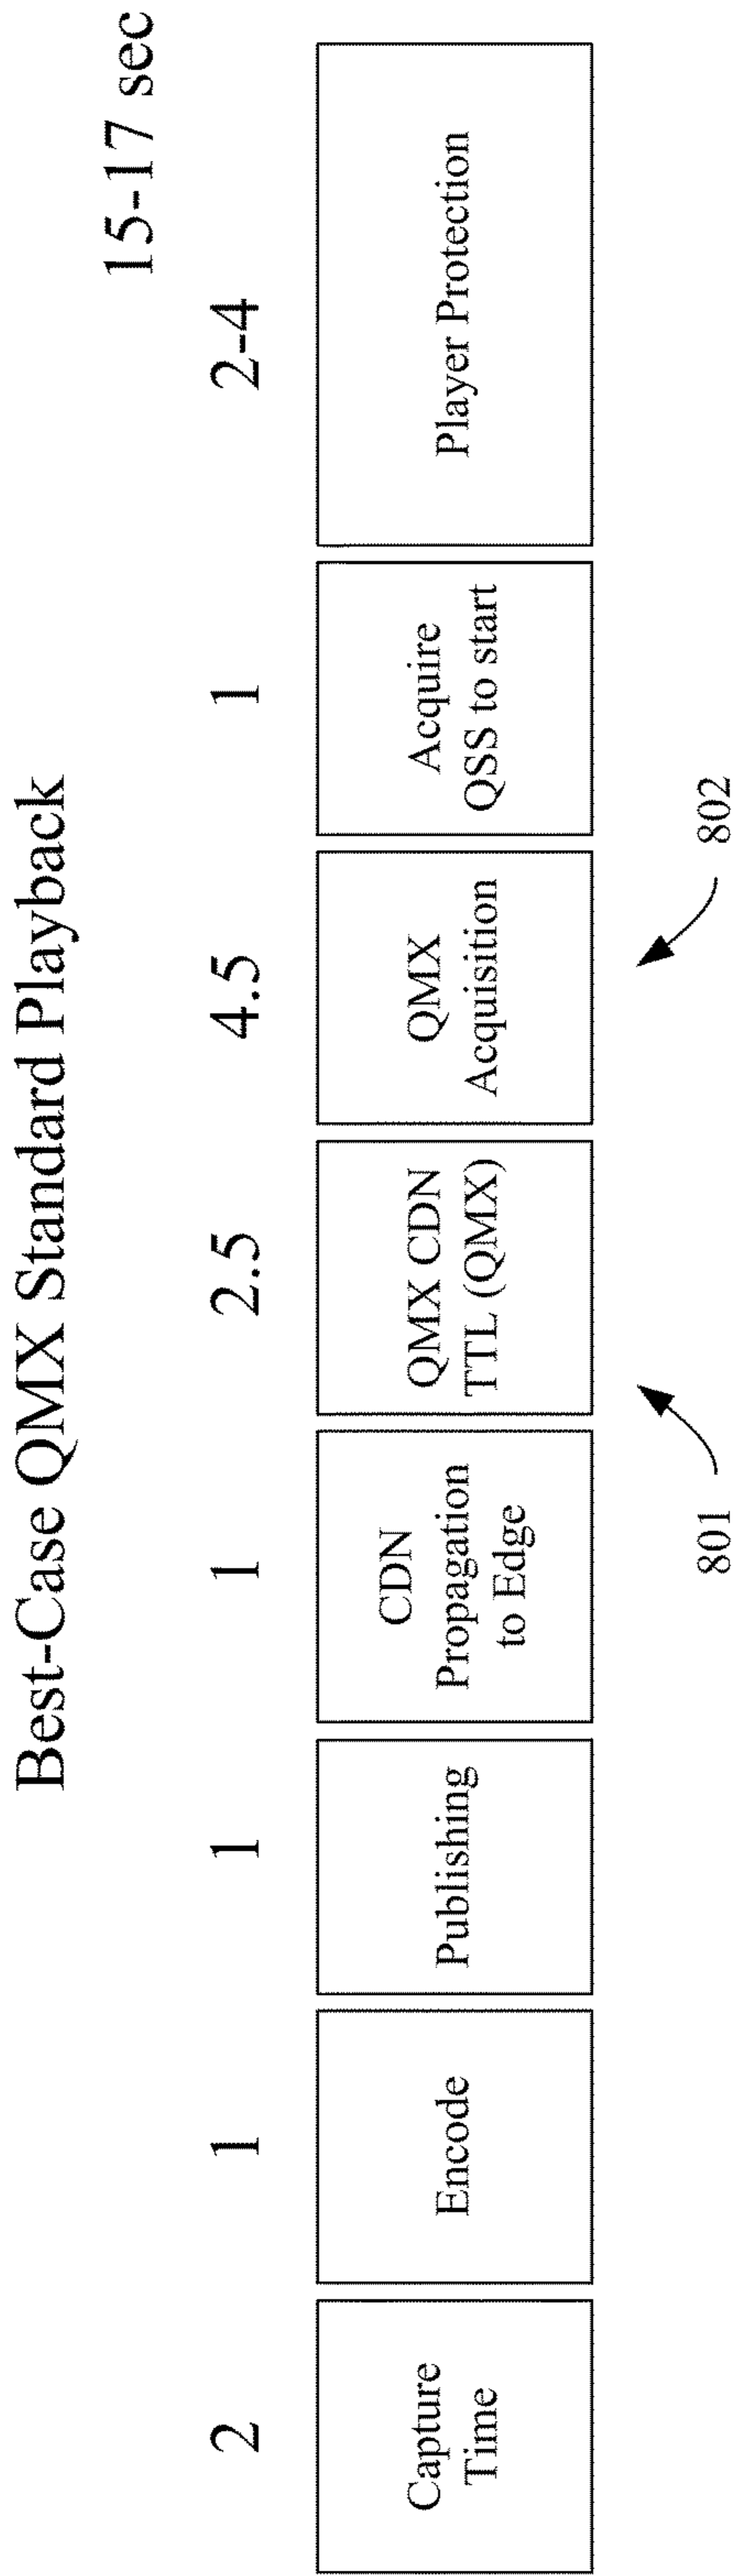 Best-Case QMX Standard Playback
15-17 sec
2
1
1
1
2.5
4.5
1
2-4
Capture
Time
Encode
Publishing
CDN
Propagation
to Edge
QMX CDN
TTL (QMX)
QMX
Acquisition
Acquire
QSS to start
Player Protection
801
802